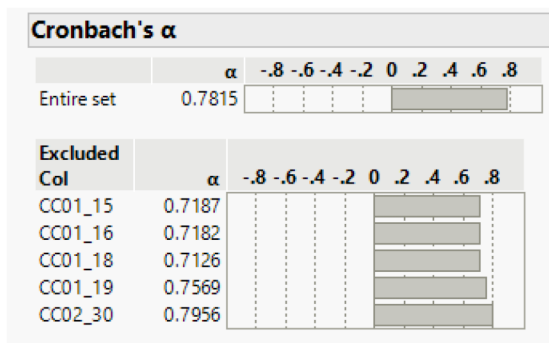 Cronbach's α
α -.8 -.6 -.4 -.2 0 .2 .4 .6 .8
Entire set 0.7815
Excluded
Col α -.8 -.6 -.4 -.2 0 .2 .4 .6 .8
CC01_15 0.7187
CC01_16 0.7182
CC01_18 0.7126
CC01_19 0.7569
CC02_30 0.7956